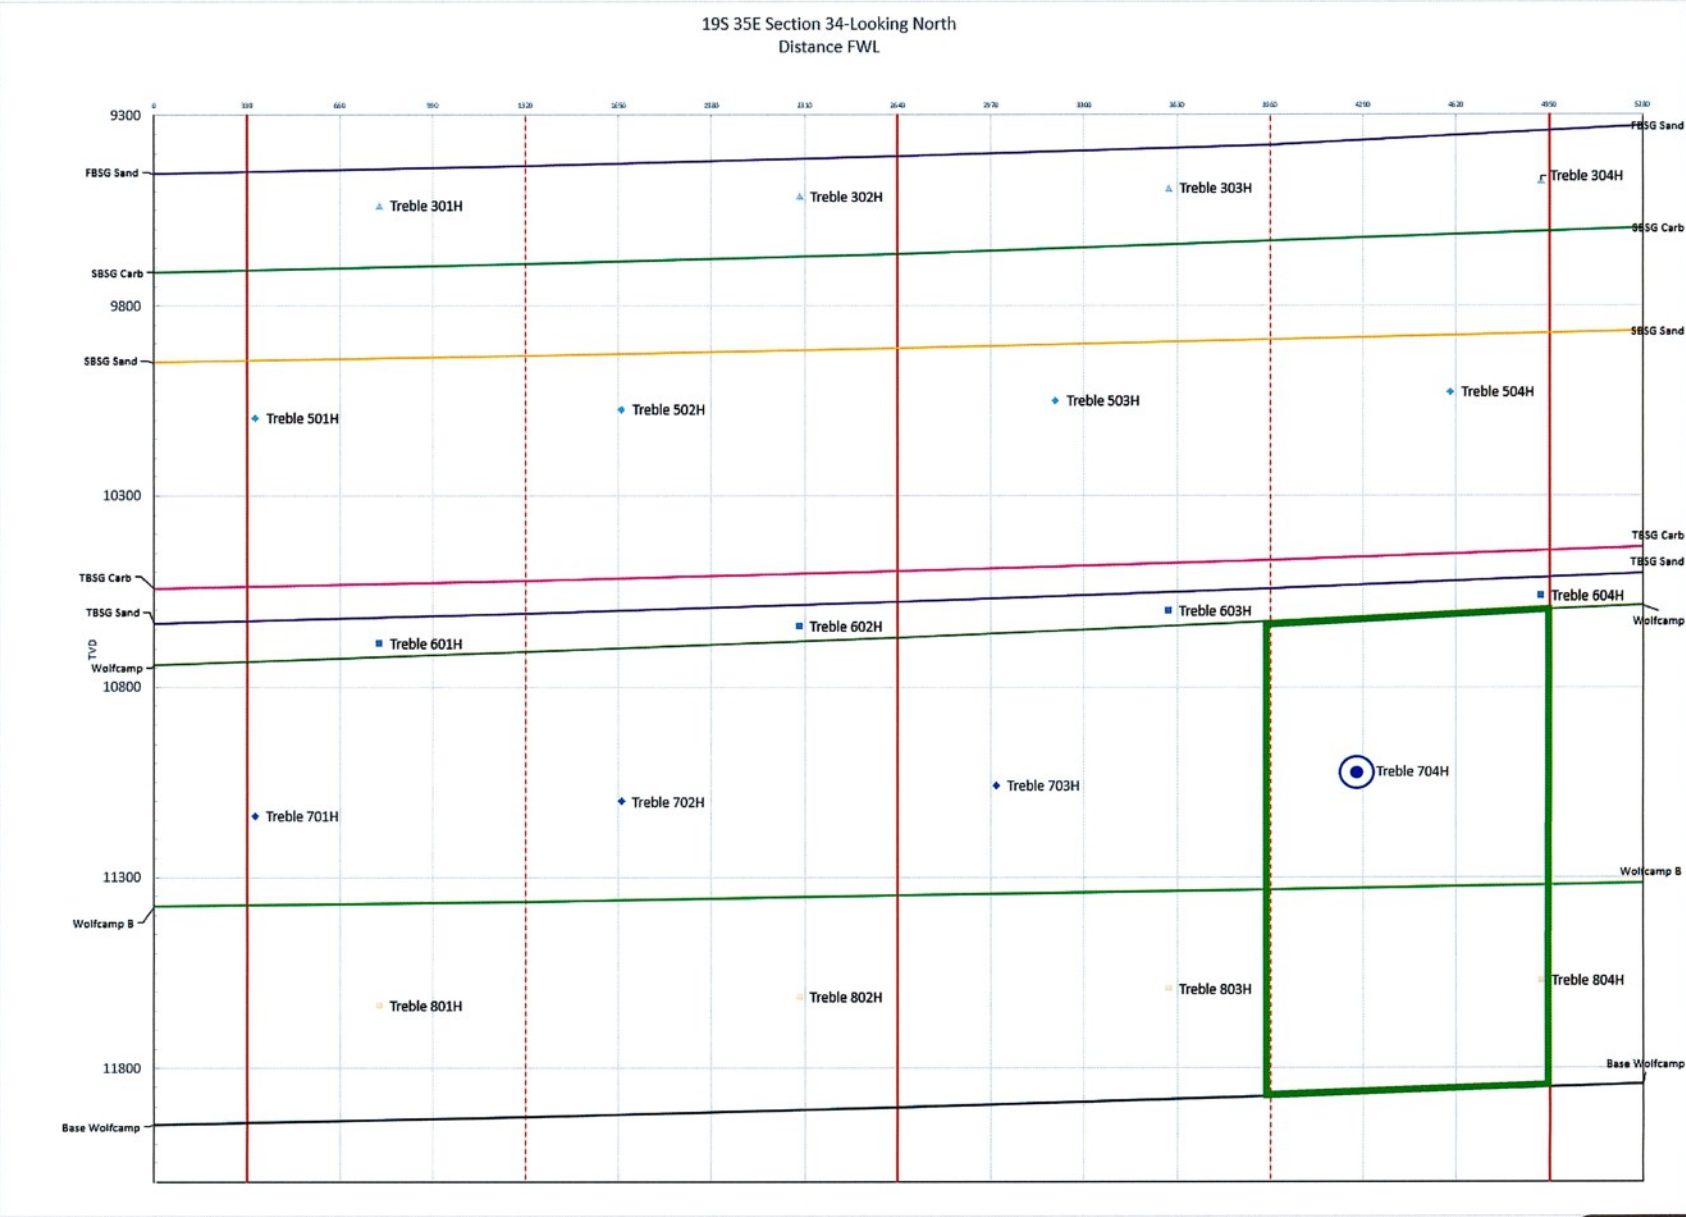 19S 35E Section 34-Looking North
Distance FWL
0 330 660 990 1320 1650 1980 2310 2640 2970 3300 3630 3960 4290 4620 4950 5280
9300
FBSG Sand
FBSG Sand
Treble 304H
Treble 303H
Treble 302H
Treble 301H
SBSG Carb
SBSG Carb
9800
SBSG Sand
SBSG Sand
Treble 504H
Treble 503H
Treble 502H
Treble 501H
10300
TBSG Carb
TBSG Sand
TBSG Carb
Treble 604H
Treble 603H
TBSG Sand
Wolfcamp
Treble 602H
Treble 601H
TVD
Wolfcamp
10800
Treble 704H
Treble 703H
Treble 702H
Treble 701H
Wolfcamp B
11300
Wolfcamp B
Treble 804H
Treble 803H
Treble 802H
Treble 801H
Base Wolfcamp
11800
Base Wolfcamp